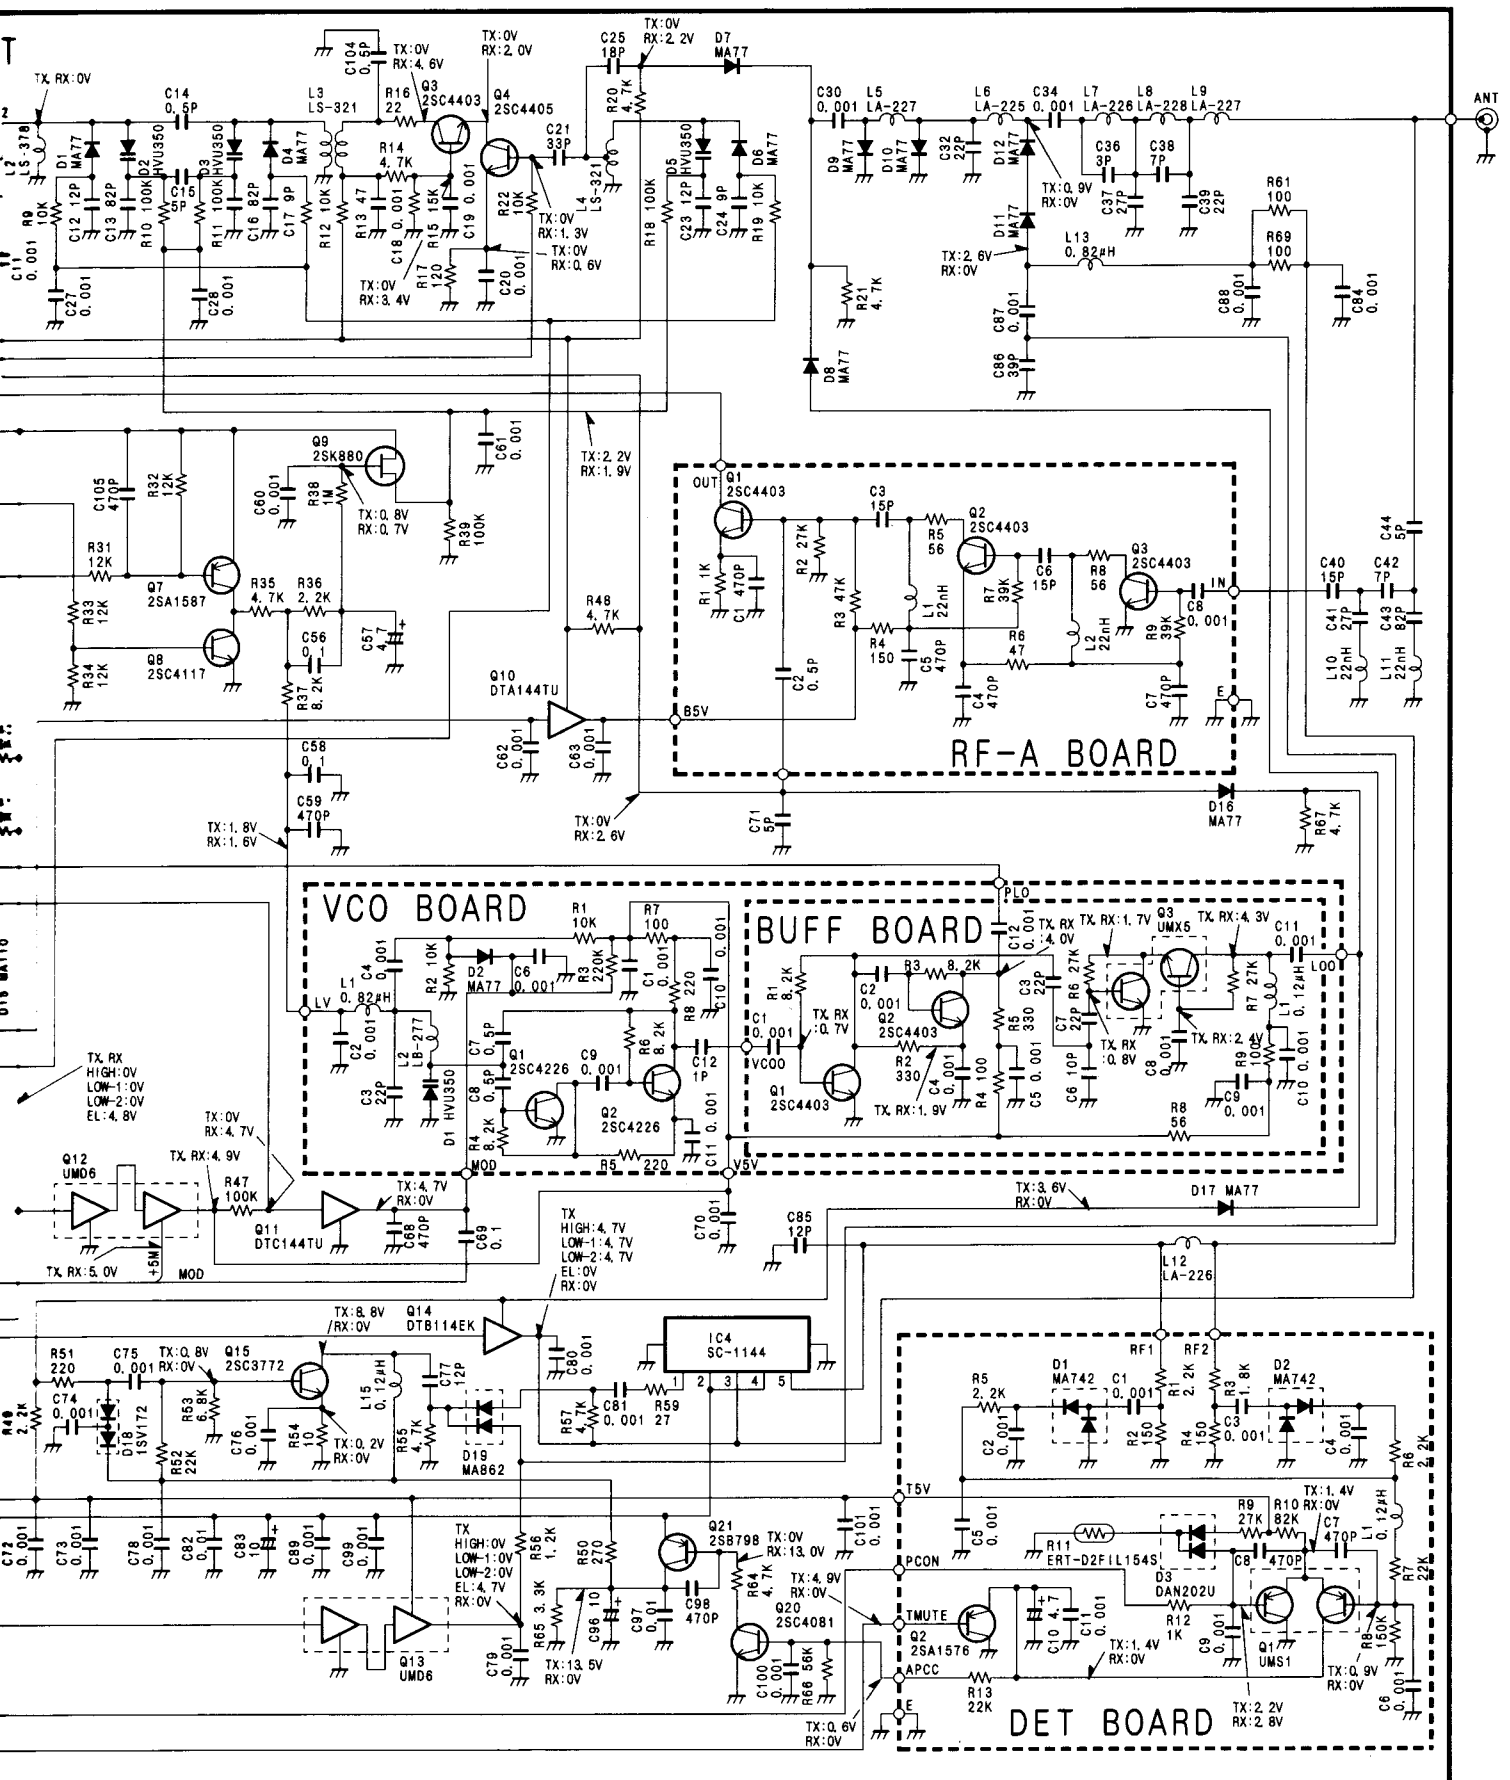 T
TX, RX:0V
2
L2
LS-378
D1
MA77
D2
HVU350
C14
0.5P
C15
5P
D3
HVU350
D4
MA77
R9
10K
C12 12P
C13 82P
R10 100K
R11 100K
C16 82P
C17 9P
C11
0.001
C27
0.001
C28
0.001
L3
LS-321
R12 10K
C104
0.5P
TX:0V
RX:4.6V
R16
22
Q3
2SC4403
R14
4.7K
R13 47
C18 0.001
R15 15K
C19 0.001
TX:0V
RX:3.4V
R17
120
TX:0V
RX:2.0V
Q4
2SC4405
R22
10K
C20
0.001
TX:0V
RX:1.3V
TX:0V
RX:0.6V
C21
33P
C25
18P
TX:0V
RX:2.2V
R20
4.7K
L4
LS-321
D7
MA77
D5
HVU350
D6
MA77
R18 100K
C23 12P
C24 9P
R19 10K
C30
0.001
L5
LA-227
D9
MA77
D10
MA77
C32
22P
L6
LA-225
C34
0.001
D12
MA77
D11
MA77
L7
LA-226
L8
LA-228
L9
LA-227
C36
3P
C38
7P
C37
27P
C39
22P
ANT
TX:0.9V
RX:0V
TX:2.6V
RX:0V
L13
0.82μH
R61
100
R69
100
C88
0.001
C84
0.001
R21
4.7K
C87
0.001
C86
39P
D8
MA77
Q9
2SK880
C61
0.001
TX:2.2V
RX:1.9V
C105
470P
R32
12K
C60
0.001
R38
1M
TX:0.8V
RX:0.7V
R39
100K
R31
12K
Q7
2SA1587
R33
12K
R35
4.7K
R36
2.2K
Q8
2SC4117
R34
12K
C56
0.1
C57
4.7
R37
8.2K
R48
4.7K
Q10
DTA144TU
C62
0.001
C63
0.001
C58
0.1
C59
470P
TX:1.8V
RX:1.6V
TX:0V
RX:2.6V
OUT
Q1
2SC4403
R1 1K
C1 470P
R2 27K
R3 47K
C3
15P
R5
56
Q2
2SC4403
L1
22nH
R4
150
C5
470P
C2
0.5P
R7
39K
C6
15P
R8
56
Q3
2SC4403
L2
22nH
R6
47
C4
470P
R9
39K
C8
0.001
C7
470P
IN
E
B5V
RF-A BOARD
C44
5P
C40
15P
C42
7P
C41
27P
C43
82P
L10
22nH
L11
22nH
C71
5P
D16
MA77
R67
4.7K
D15 MA110
VCO BOARD
LV
L1
0.82μH
C4
0.001
R2 10K
D2
MA77
C6
0.001
R1
10K
R3
220K
R7
100
C1
0.001
R8 220
C10
0.001
C2
0.001
L2
LB-277
C3
22P
D1 HVU350
C7
0.5P
C8
0.5P
Q1
2SC4226
R4
8.2K
C9
0.001
R6
8.2K
Q2
2SC4226
R5
220
C12
1P
C11 0.001
MOD
V5V
BUFF BOARD
PLO
C1
0.001
VCOO
TX, RX
:0.7V
R1
8.2K
Q1
2SC4403
C2
0.001
R3
8.2K
Q2
2SC4403
R2
330
C4
0.001
TX, RX:1.9V
C12
0.001
TX, RX
:4.0V
R5
330
R4 100
C5 0.001
C3
22P
C7
22P
C6 10P
R6 27K
TX, RX:1.7V
TX, RX
:0.8V
Q3
UMX5
TX, RX:4.3V
C8
0.001
TX, RX:2.4V
R7 27K
L1
0.12μH
R9
100
C11
0.001
LOO
C9
0.001
C10 0.001
R8
56
TX, RX
HIGH:0V
LOW-1:0V
LOW-2:0V
EL:4.8V
Q12
UMD6
TX, RX:4.9V
TX:0V
RX:4.7V
R47
100K
Q11
DTC144TU
TX:4.7V
RX:0V
C68
470P
C69
0.1
TX, RX:5.0V
+5M
MOD
TX
HIGH:4.7V
LOW-1:4.7V
LOW-2:4.7V
EL:0V
RX:0V
C70
0.001
C85
12P
TX:3.6V
RX:0V
D17 MA77
L12
LA-226
TX:8.8V
RX:0V
Q14
DTB114EK
C80
0.001
IC4
SC-1144
1 2 3 4 5
R51
220
C75
0.001
TX:0.8V
RX:0V
Q15
2SC3772
C74
0.001
R49
2.2K
D18
1SV172
R52
22K
R53
6.8K
C76
0.001
R54
10
TX:0.2V
RX:0V
L15
0.12μH
R55
4.7K
C77
12P
D19
MA862
R57
4.7K
C81
0.001
R59
27
C72
0.001
C73
0.001
C78
0.001
C82
0.01
C83
10
C89
0.001
C99
0.001
TX
HIGH:0V
LOW-1:0V
LOW-2:0V
EL:4.7V
RX:0V
R56
1.2K
R50
270
Q13
UMD6
C79
0.001
R65 3.3K
C96 10
C97
0.01
TX:13.5V
RX:0V
Q21
2SB798
C98
470P
TX:0V
RX:13.0V
R64
4.7K
Q20
2SC4081
C100
0.001
R66 56K
TX:4.9V
RX:0V
TX:0.6V
RX:0V
C101
0.001
RF1
RF2
R5
2.2K
D1
MA742
C1
0.001
R1
2.2K
R3
1.8K
D2
MA742
C2
0.001
R2
150
R4
150
C3
0.001
C4
0.001
R6
2.2K
T5V
C5
0.001
R9
27K
R10
82K
TX:1.4V
RX:0V
C7
470P
L1
0.12μH
R11
ERT-D2FIL154S
D3
DAN202U
C8
470P
R7
22K
PCON
TMUTE
Q2
2SA1576
C10 4.7
C11
0.001
R12
1K
C9
0.001
Q1
UMS1
R8
150K
TX:1.4V
RX:0V
TX:0.9V
RX:0V
C6
0.001
APCC
R13
22K
E
TX:2.2V
RX:2.8V
DET BOARD